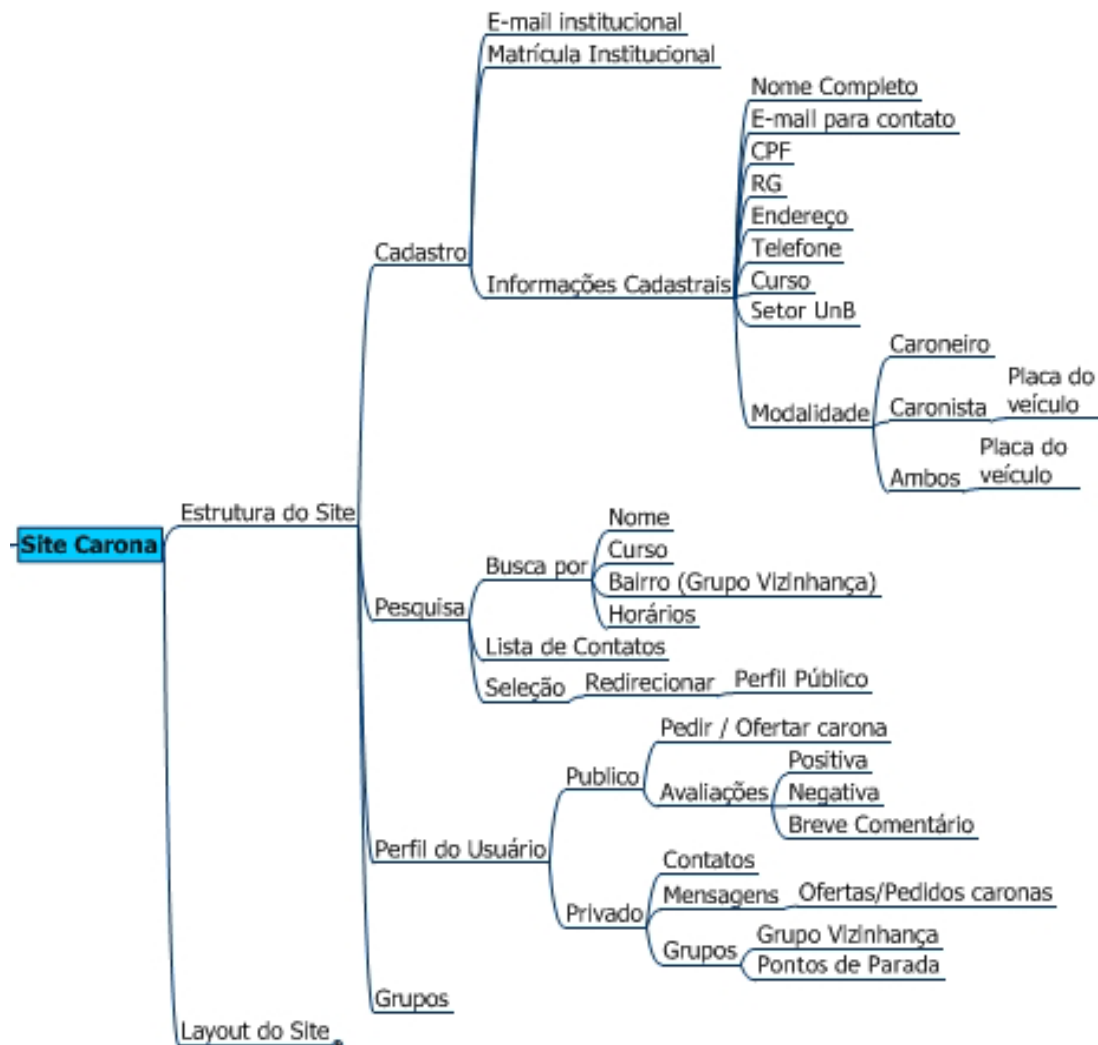 E-mail institucional
Matrícula Institucional
Nome Completo
E-mail para contato
CPF
RG
Endereço
Telefone
Cadastro
Informações Cadastrais
Curso
Setor UnB
Caroneiro
Placa do
veículo
Modalidade
Caronista
Placa do
veículo
Ambos
Estrutura do Site
Site Carona
Nome
Busca por
Curso
Bairro (Grupo Vizinhança)
Pesquisa
Horários
Lista de Contatos
Seleção
Redirecionar
Perfil Público
Pedir / Ofertar carona
Publico
Positiva
Avaliações
Negativa
Breve Comentário
Perfil do Usuário
Contatos
Mensagens
Ofertas/Pedidos caronas
Privado
Grupo Vizinhança
Grupos
Pontos de Parada
Grupos
Layout do Site